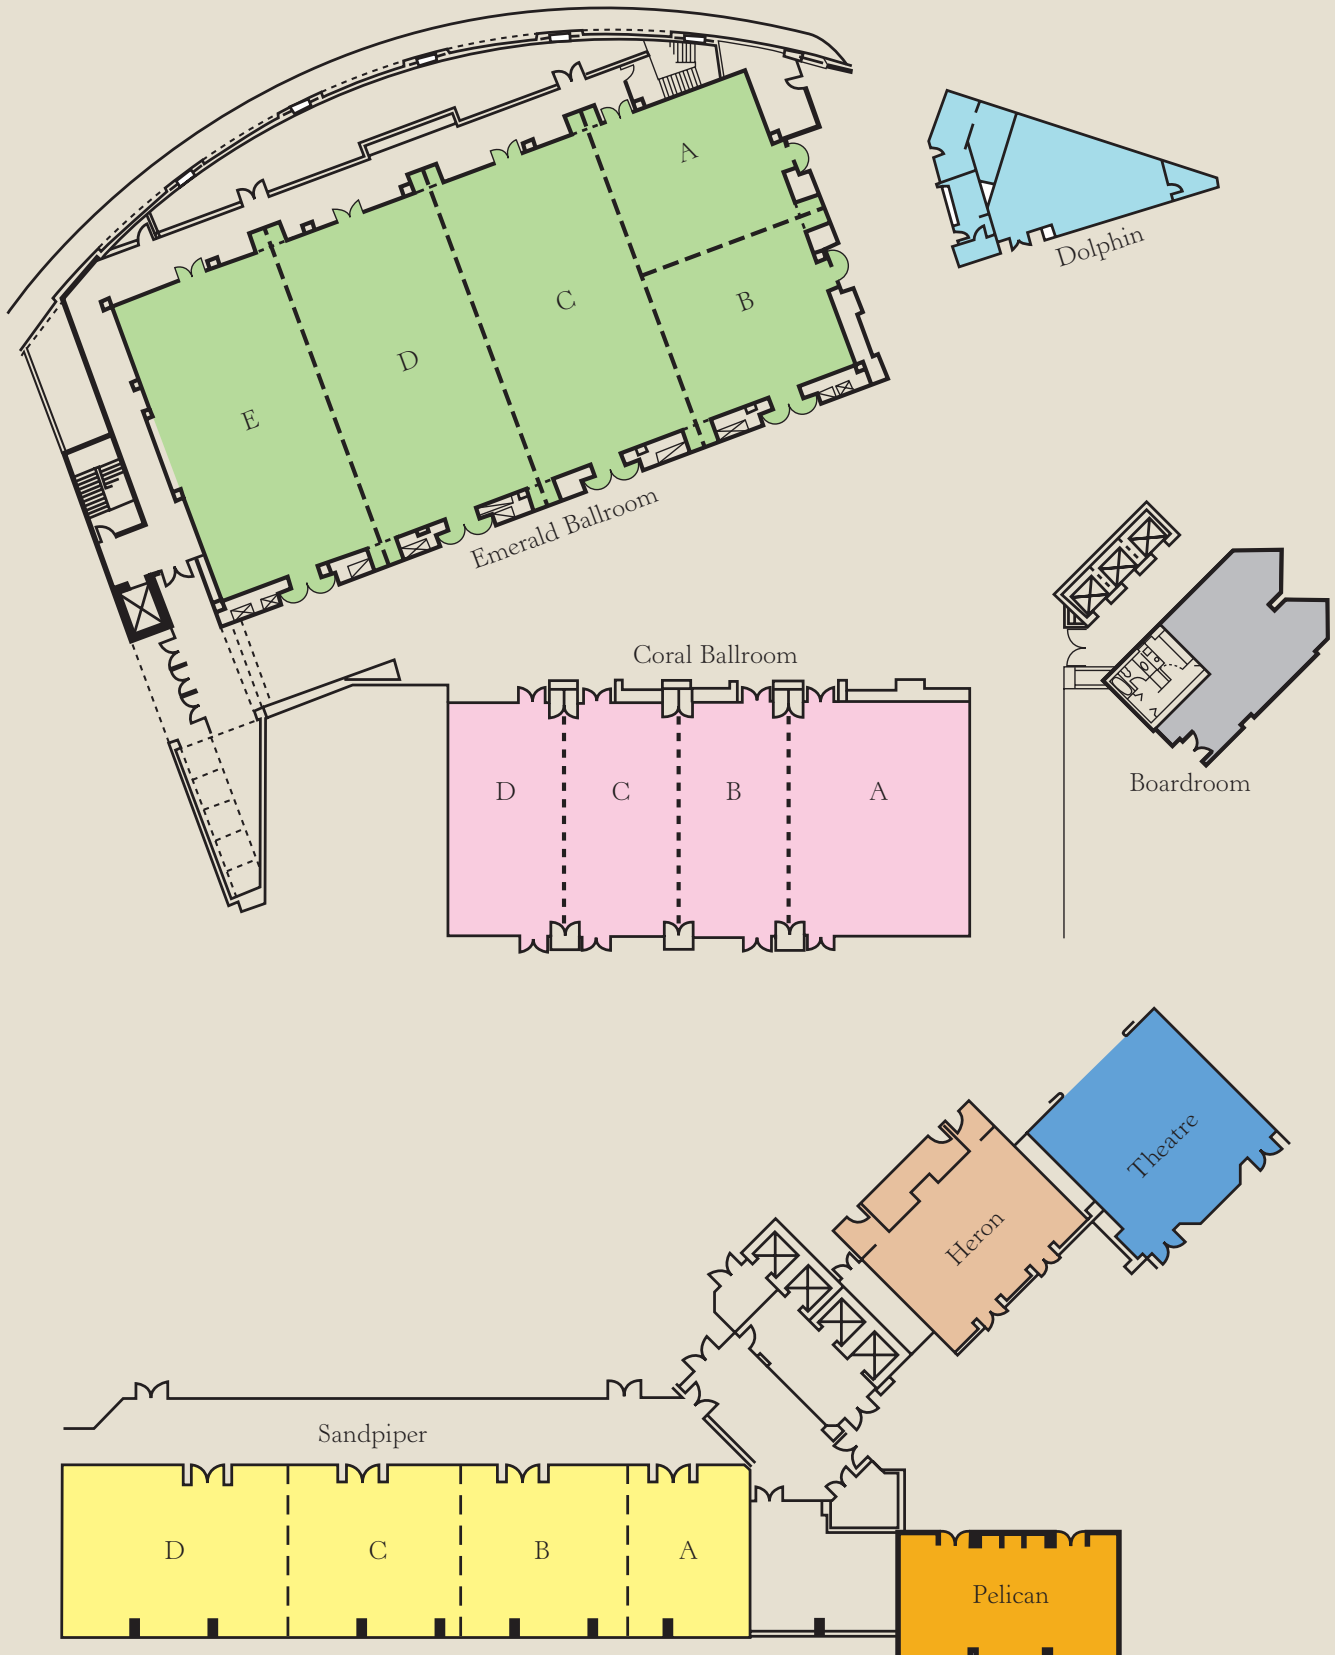 A
Dolphin
C
B
D
E
Emerald Ballroom
Coral Ballroom
Boardroom
D
C
B
A
Theatre
Heron
Sandpiper
D
C
B
A
Pelican